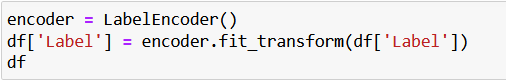 encoder = LabelEncoder()
df['Label'] = encoder.fit_transform(df['Label'])
df